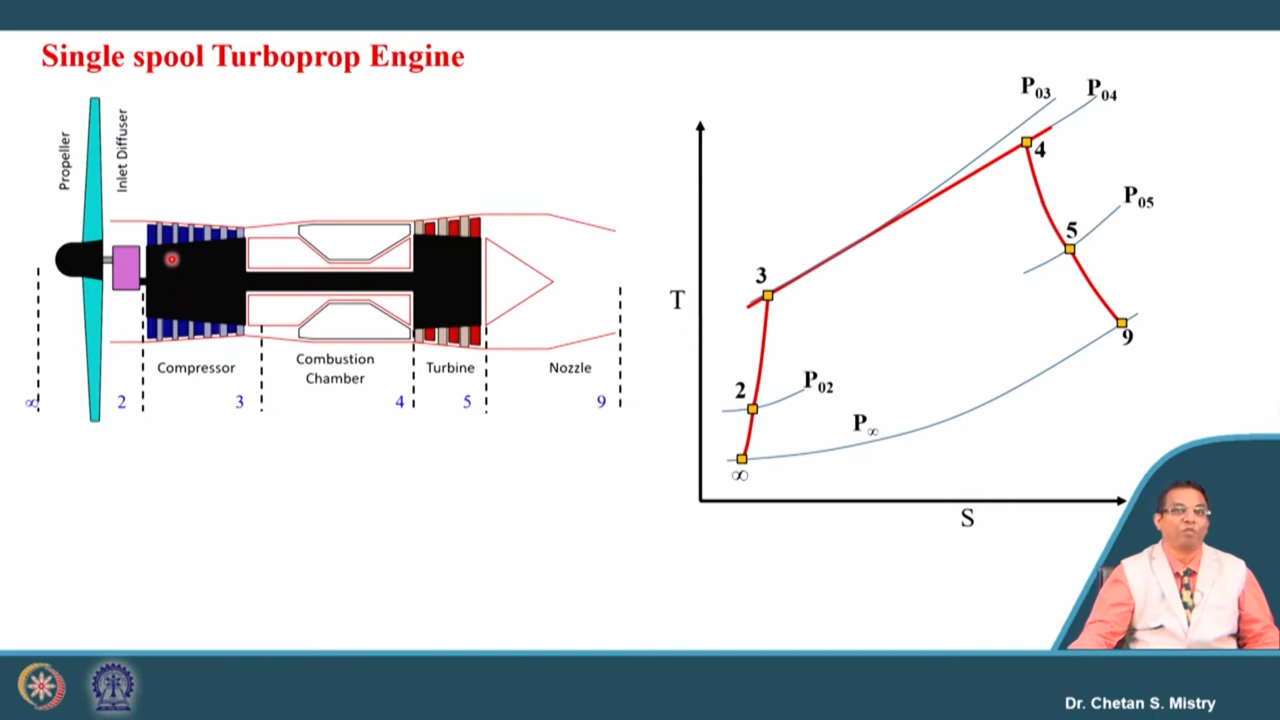 Single spool Turboprop Engine
Propeller
Inlet Diffuser
Compressor
Combustion
Chamber
Turbine
Nozzle
∞
2
3
4
5
9
T
S
P03
P04
P05
P02
P∞
4
5
3
2
9
∞
Dr. Chetan S. Mistry